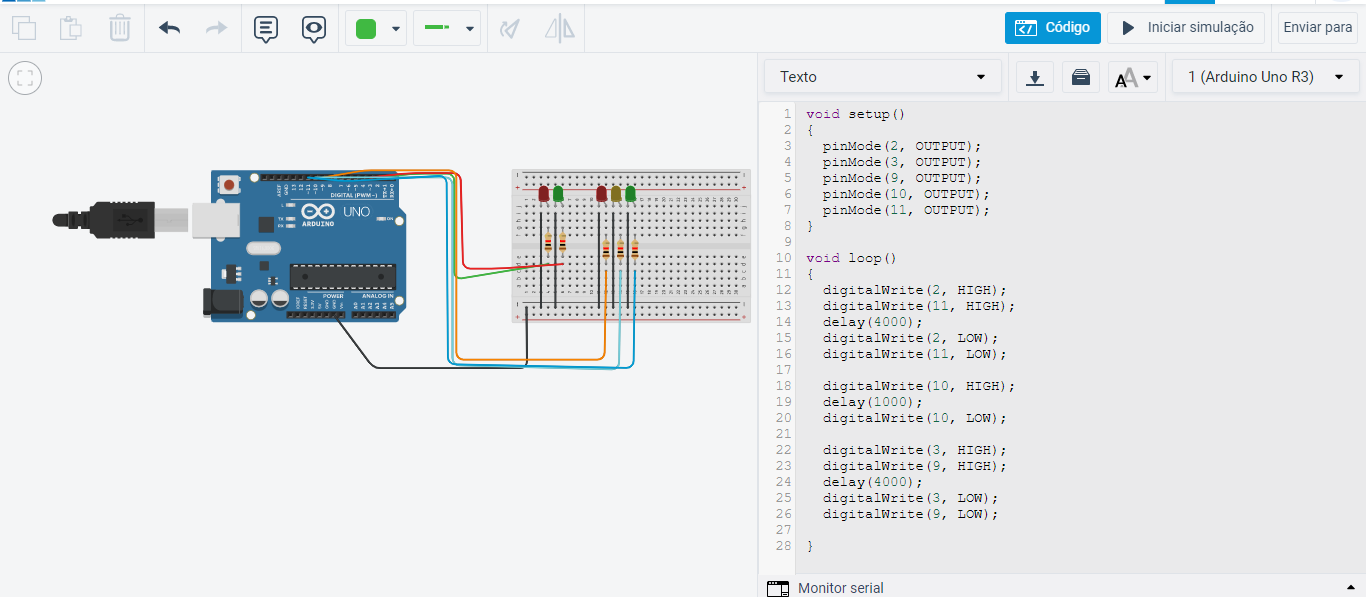 Código
Iniciar simulação
Enviar para
Texto
1 (Arduino Uno R3)
1 void setup()
2 {
3 pinMode(2, OUTPUT);
4 pinMode(3, OUTPUT);
5 pinMode(9, OUTPUT);
6 pinMode(10, OUTPUT);
7 pinMode(11, OUTPUT);
8 }
9
10 void loop()
11 {
12 digitalWrite(2, HIGH);
13 digitalWrite(11, HIGH);
14 delay(4000);
15 digitalWrite(2, LOW);
16 digitalWrite(11, LOW);
17
18 digitalWrite(10, HIGH);
19 delay(1000);
20 digitalWrite(10, LOW);
21
22 digitalWrite(3, HIGH);
23 digitalWrite(9, HIGH);
24 delay(4000);
25 digitalWrite(3, LOW);
26 digitalWrite(9, LOW);
27
28 }
Monitor serial
DIGITAL (PWM~)
UNO
ARDUINO
POWER
ANALOG IN